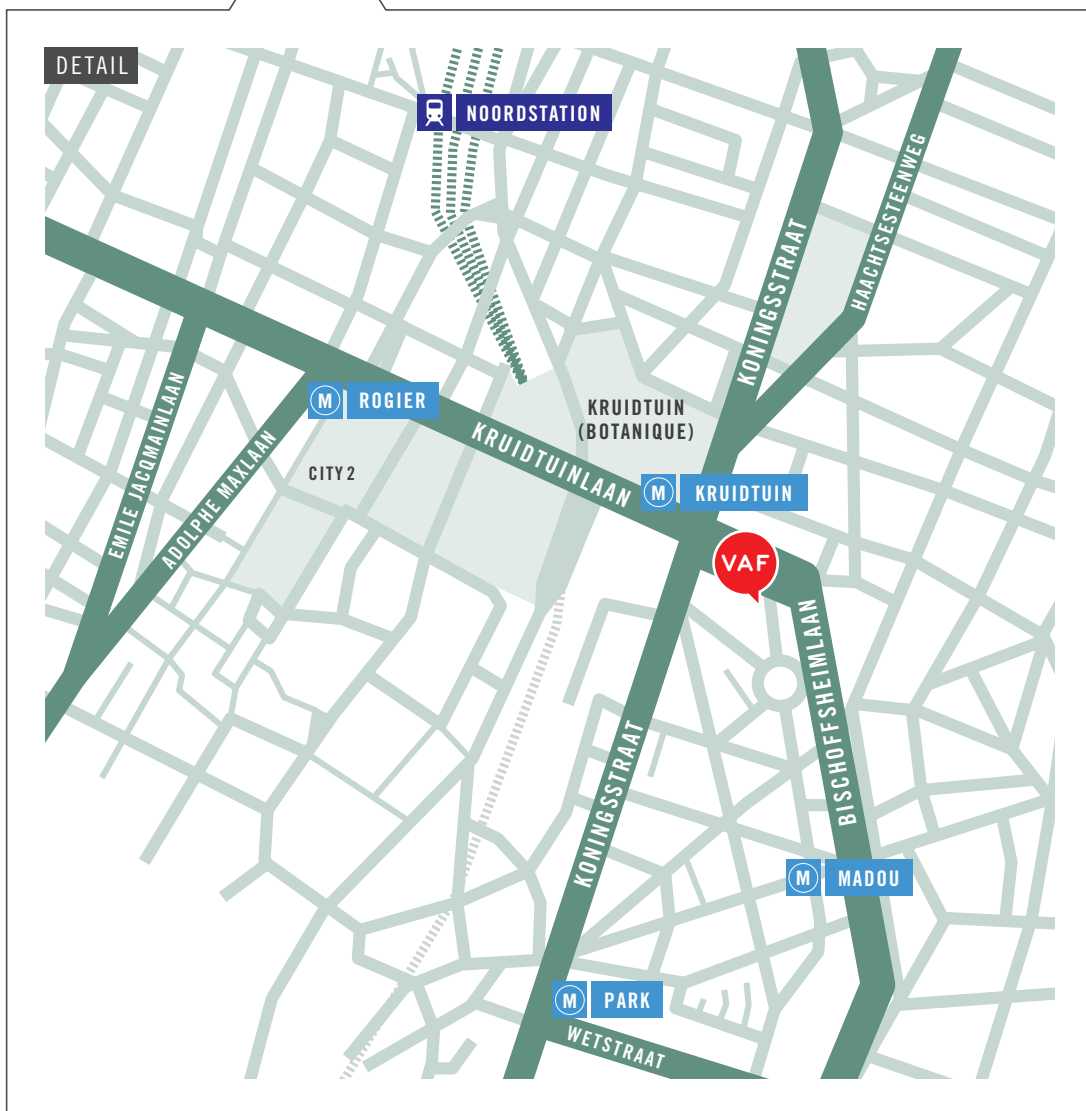 DETAIL
NOORDSTATION
HAACHTSESTEENWEG
KONINGSSTRAAT
M ROGIER
KRUIDTUIN
(BOTANIQUE)
EMILE JACQMAINLAAN
ADOLPHE MAXLAAN
CITY 2
KRUIDTUINLAAN
M KRUIDTUIN
VAF
BISCHOFFSHEIMLAAN
KONINGSSTRAAT
M MADOU
M PARK
WETSTRAAT